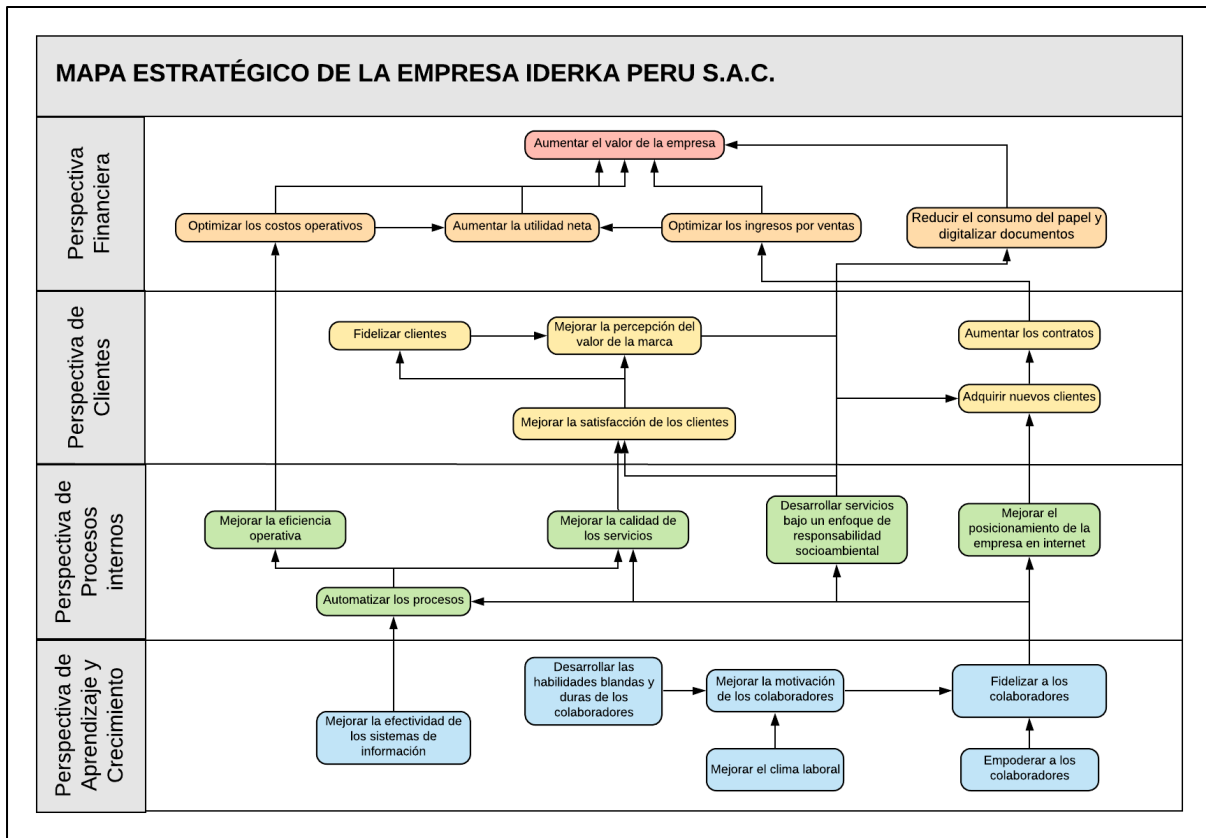 MAPA ESTRATÉGICO DE LA EMPRESA IDERKA PERU S.A.C.
Perspectiva
Financiera
Aumentar el valor de la empresa
Optimizar los costos operativos
Aumentar la utilidad neta
Optimizar los ingresos por ventas
Reducir el consumo del papel y
digitalizar documentos
Perspectiva de
Clientes
Fidelizar clientes
Mejorar la percepción del
valor de la marca
Aumentar los contratos
Adquirir nuevos clientes
Mejorar la satisfacción de los clientes
Perspectiva de
Procesos
internos
Mejorar la eficiencia
operativa
Mejorar la calidad de
los servicios
Desarrollar servicios
bajo un enfoque de
responsabilidad
socioambiental
Mejorar el
posicionamiento de la
empresa en internet
Automatizar los procesos
Perspectiva de
Aprendizaje y
Crecimiento
Desarrollar las
habilidades blandas y
duras de los
colaboradores
Mejorar la motivación
de los colaboradores
Fidelizar a los
colaboradores
Mejorar la efectividad de
los sistemas de
información
Mejorar el clima laboral
Empoderar a los
colaboradores